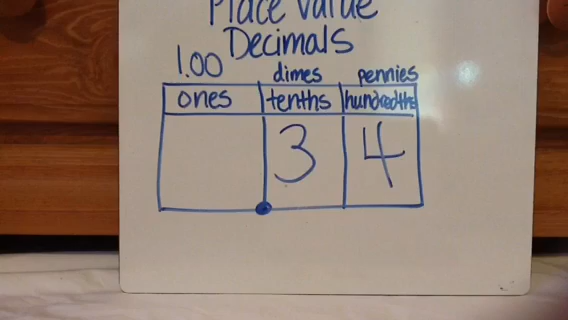 Place Value
Decimals
1.00 dimes pennies
ones tenths hundredths
3 4